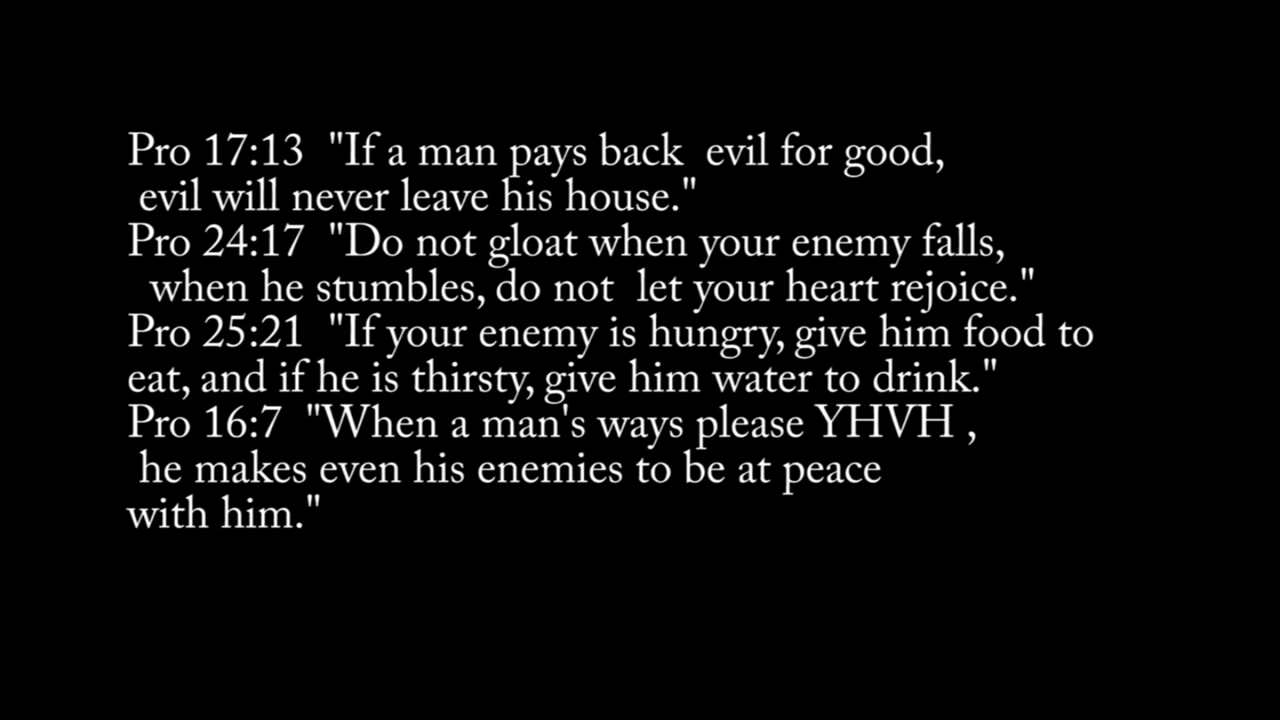 Pro 17:13  "If a man pays back  evil for good,
evil will never leave his house."
Pro 24:17  "Do not gloat when your enemy falls,
when he stumbles, do not  let your heart rejoice."
Pro 25:21  "If your enemy is hungry, give him food to
eat, and if he is thirsty, give him water to drink."
Pro 16:7  "When a man's ways please YHVH ,
he makes even his enemies to be at peace
with him."